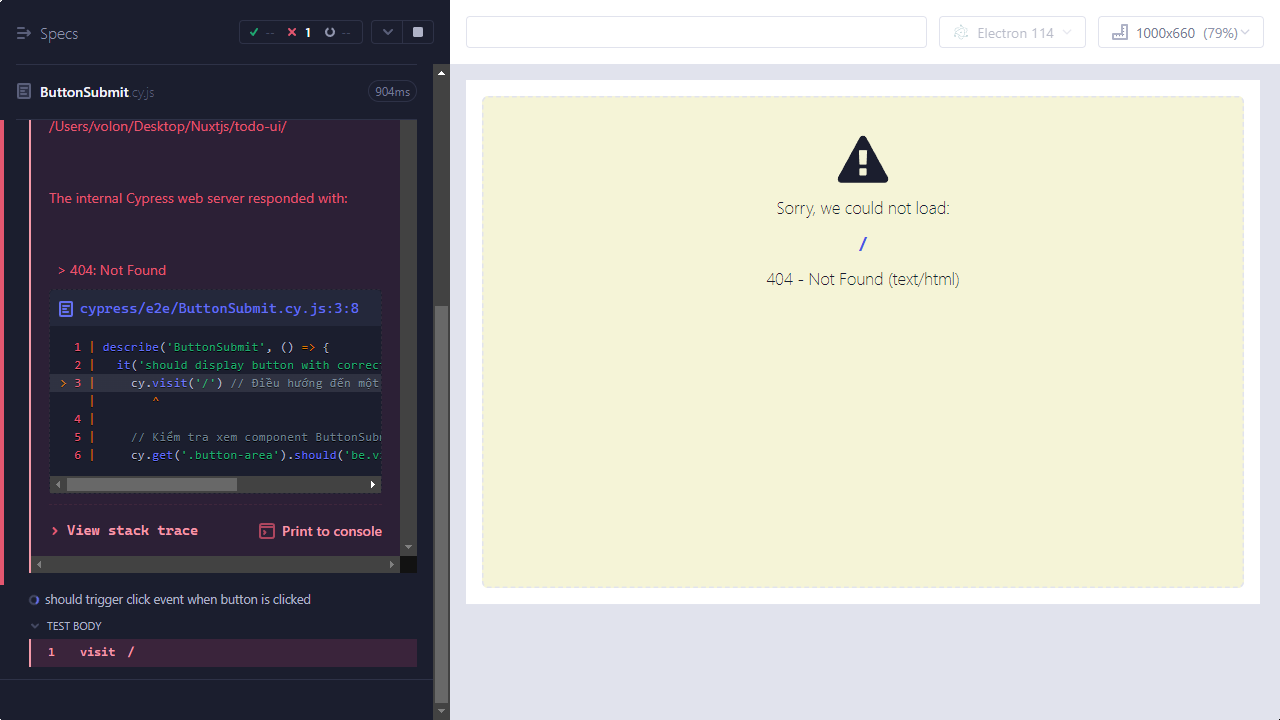 Specs
--
1
--
Electron 114
1000x660 (79%)
ButtonSubmit.cy.js
904ms
/Users/volon/Desktop/Nuxtjs/todo-ui/
The internal Cypress web server responded with:
> 404: Not Found
cypress/e2e/ButtonSubmit.cy.js:3:8
1 | describe('ButtonSubmit', () => {
2 | it('should display button with correct
> 3 | cy.visit('/') // Điều hướng đến một
| ^
4 |
5 | // Kiểm tra xem component ButtonSubm
6 | cy.get('.button-area').should('be.vi
View stack trace
Print to console
should trigger click event when button is clicked
TEST BODY
1 visit /
Sorry, we could not load:
/
404 - Not Found (text/html)